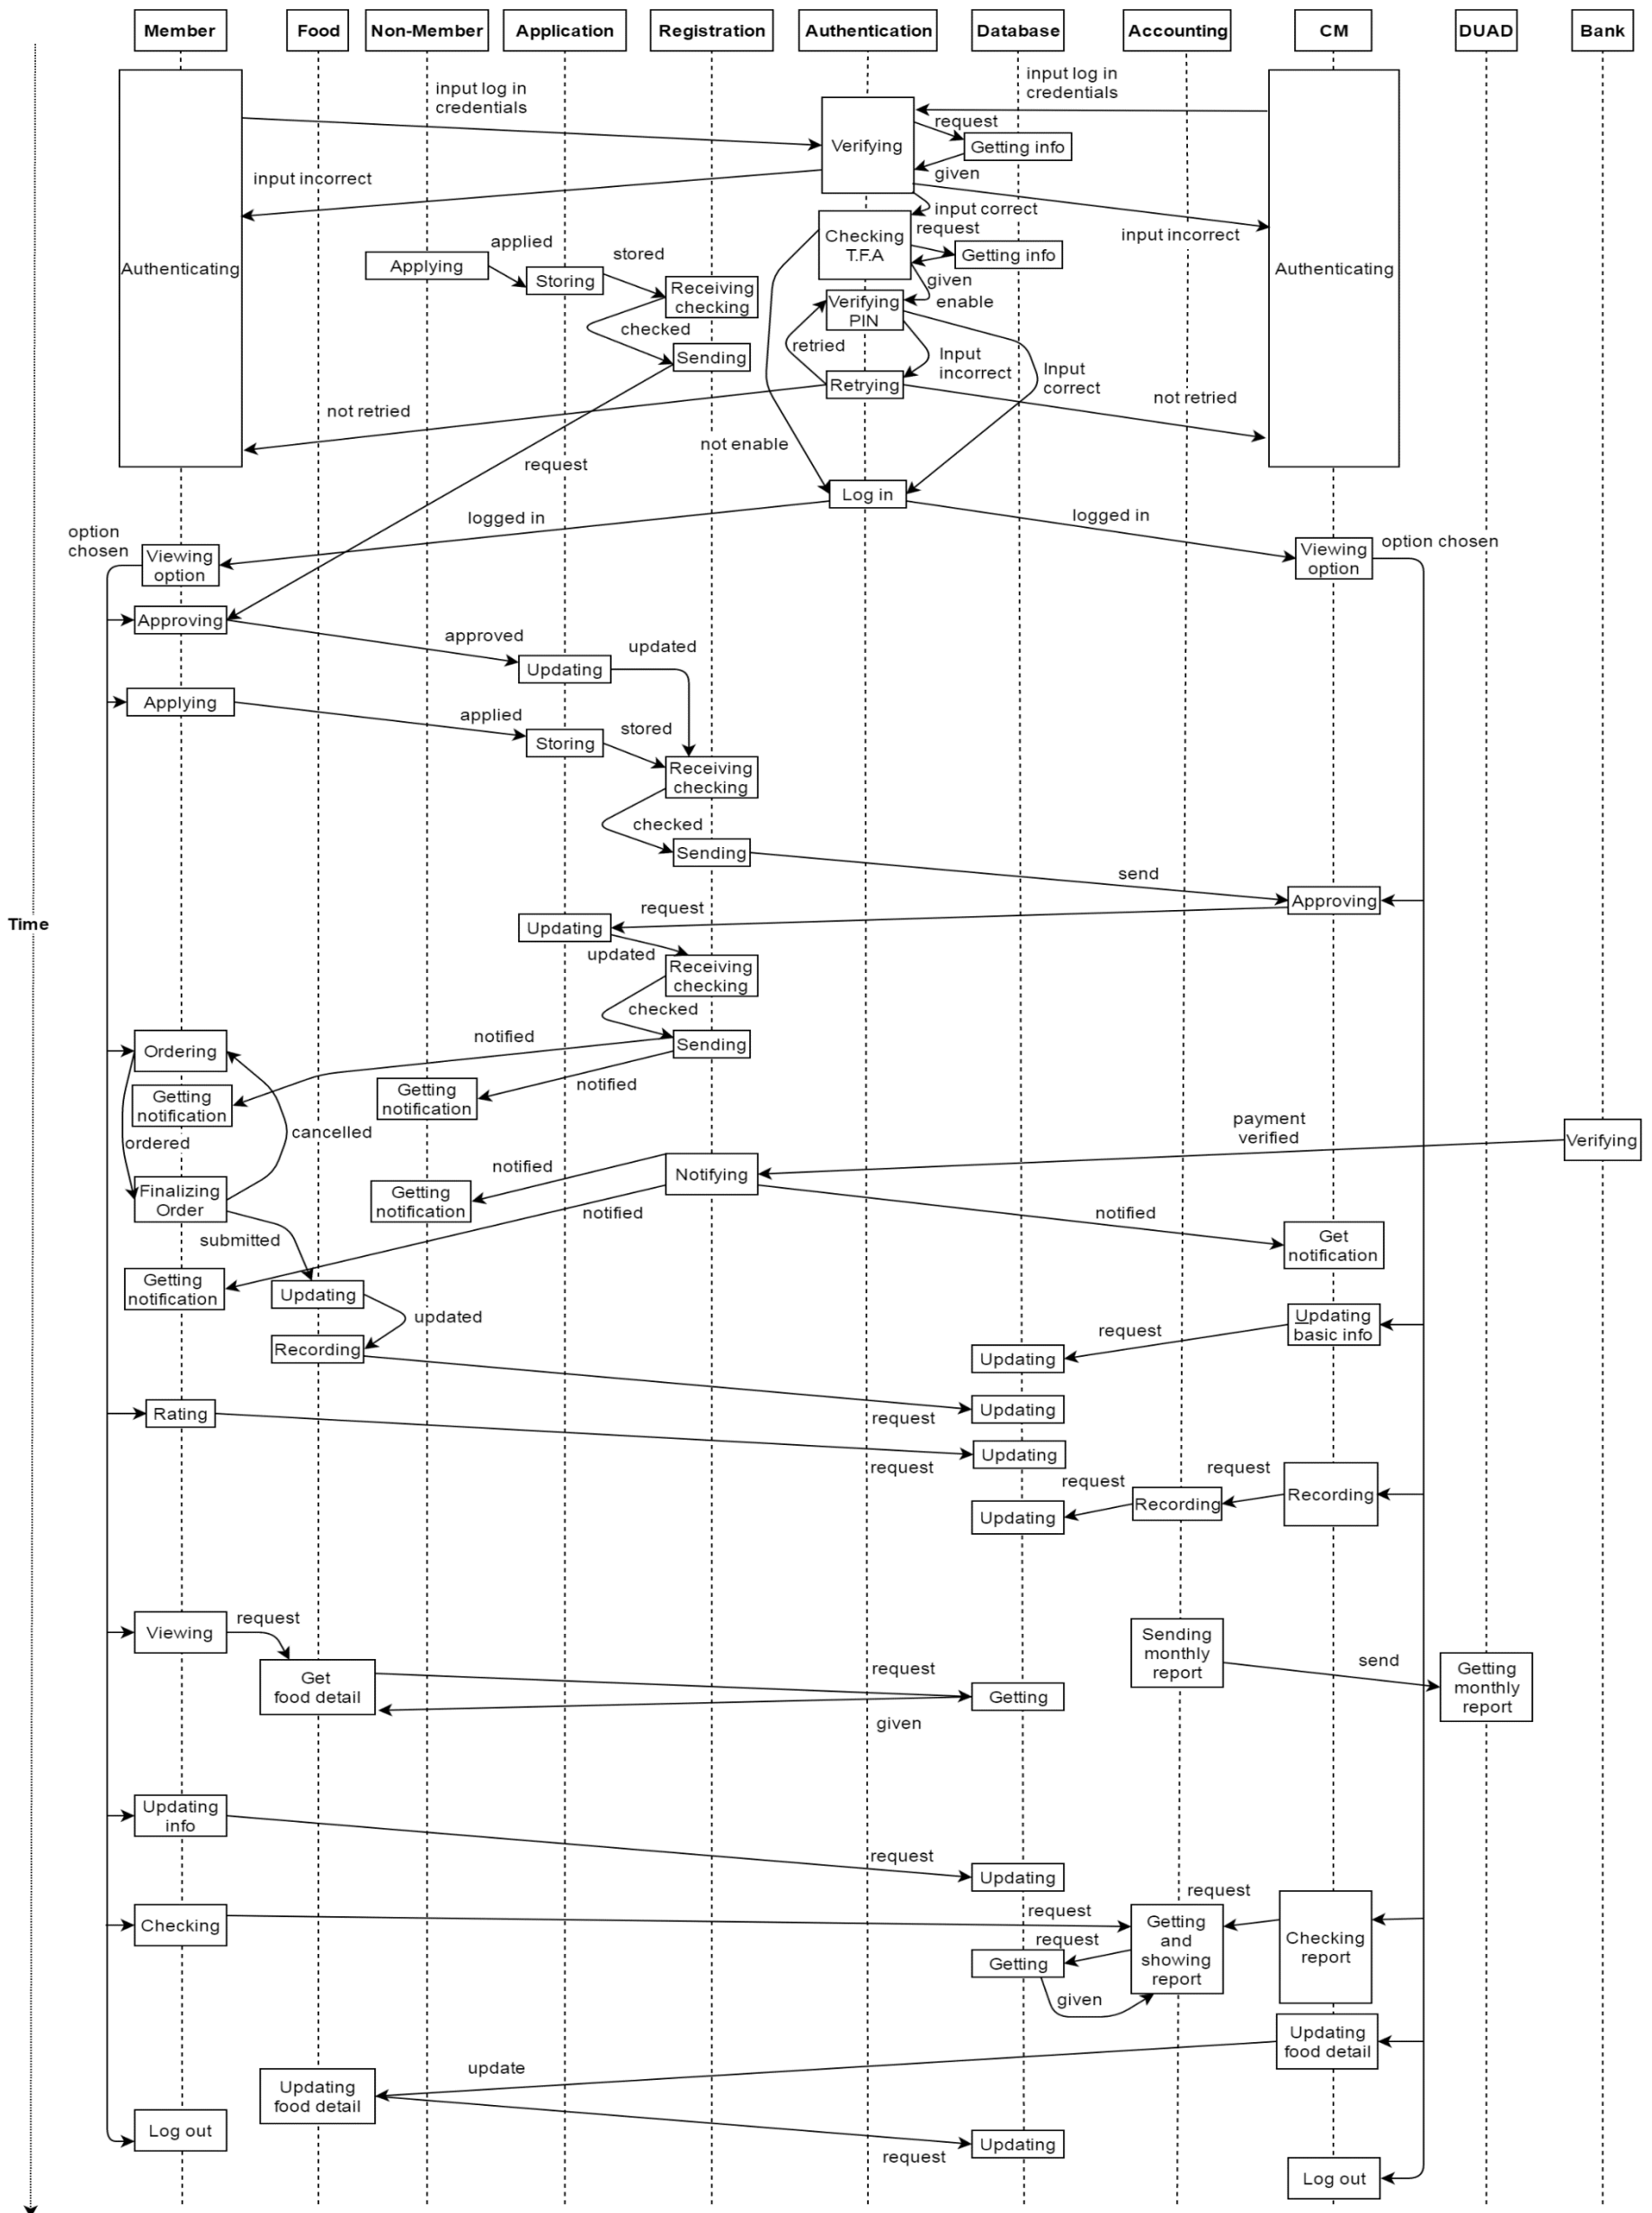 Member
Food
Non-Member
Application
Registration
Authentication
Database
Accounting
CM
DUAD
Bank
input log in
credentials
input log in
credentials
request
Verifying
Getting info
given
input incorrect
input correct
request
input incorrect
Checking
T.F.A
Getting info
applied
stored
Applying
Storing
Authenticating
Authenticating
Receiving
checking
given
enable
Verifying
PIN
checked
retried
Sending
Input
incorrect
Input
correct
Retrying
not retried
not retried
not enable
request
Log in
logged in
logged in
option
chosen
option chosen
Viewing
option
Viewing
option
Approving
approved
updated
Updating
Applying
applied
stored
Storing
Receiving
checking
checked
Sending
send
Approving
request
Time
Updating
updated
Receiving
checking
checked
notified
Ordering
Sending
Getting
notification
Getting
notification
notified
payment
verified
ordered
cancelled
Verifying
notified
Notifying
Finalizing
Order
Getting
notification
notified
notified
submitted
Get
notification
Getting
notification
Updating
updated
Updating
basic info
request
Recording
Updating
Rating
Updating
request
Updating
request
request
request
Recording
Recording
Updating
request
Viewing
Sending
monthly
report
send
Get
food detail
request
Getting
Getting
monthly
report
given
Updating
info
request
Updating
request
request
Checking
Getting
and
showing
report
request
Checking
report
Getting
given
Updating
food detail
update
Updating
food detail
Log out
Updating
request
Log out